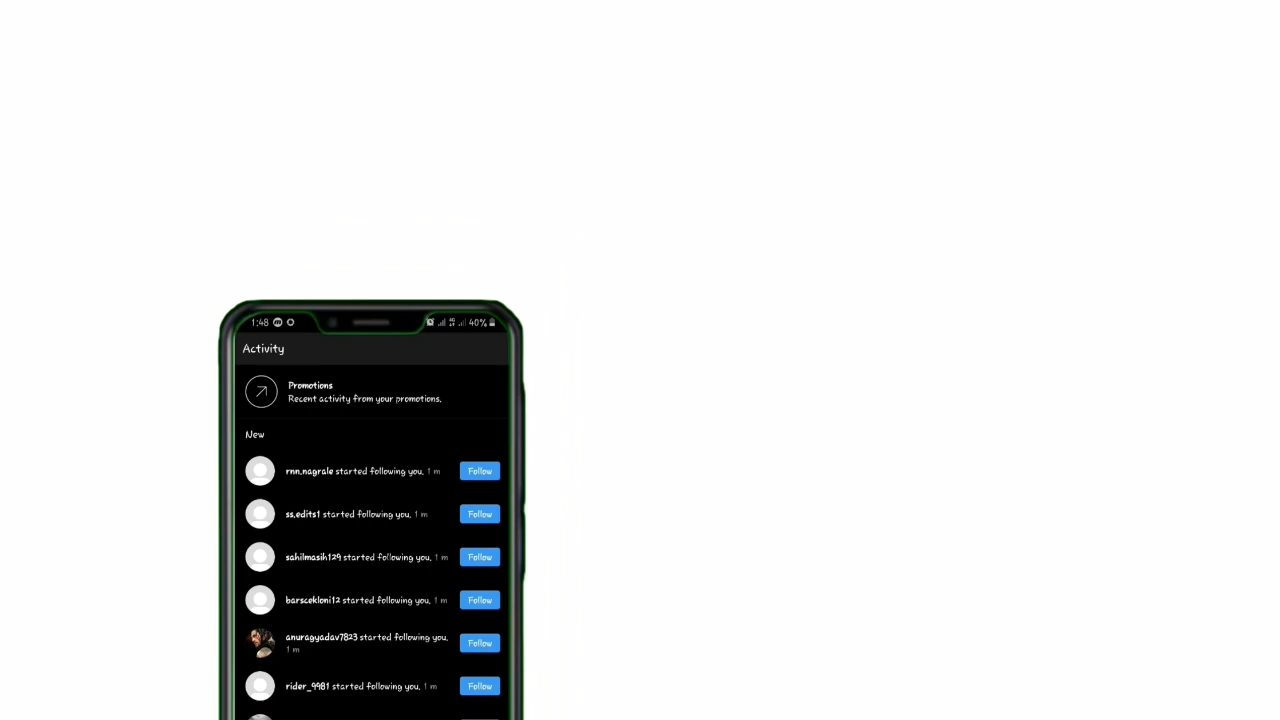 1:48 40%
Activity
Promotions
Recent activity from your promotions.
New
rnn.nagrale started following you. 1 m Follow
ss.edits1 started following you. 1 m Follow
sahilmasih129 started following you. 1 m Follow
barscekloni12 started following you. 1 m Follow
anuragyadav7823 started following you.
1 m Follow
rider_9981 started following you. 1 m Follow